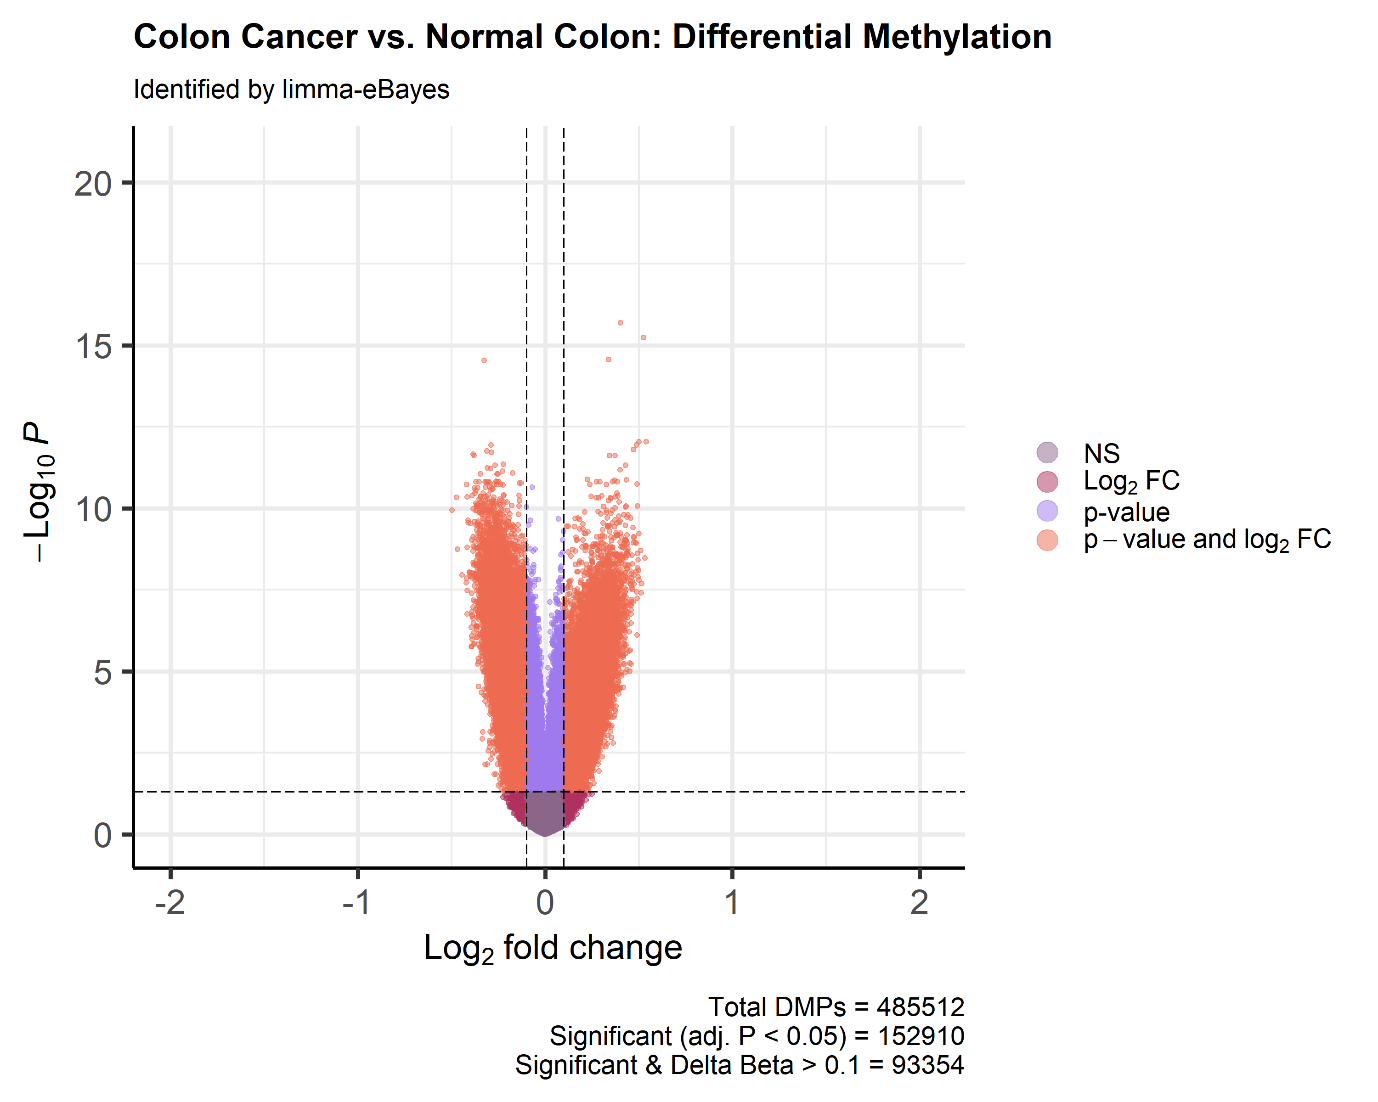 Colon Cancer vs. Normal Colon: Differential Methylation
Identified by limma-eBayes
20
15
10
5
0
−Log₁₀ P
-2 -1 0 1 2
Log₂ fold change
NS
Log₂ FC
p-value
p−value and log₂ FC
Total DMPs = 485512
Significant (adj. P < 0.05) = 152910
Significant & Delta Beta > 0.1 = 93354